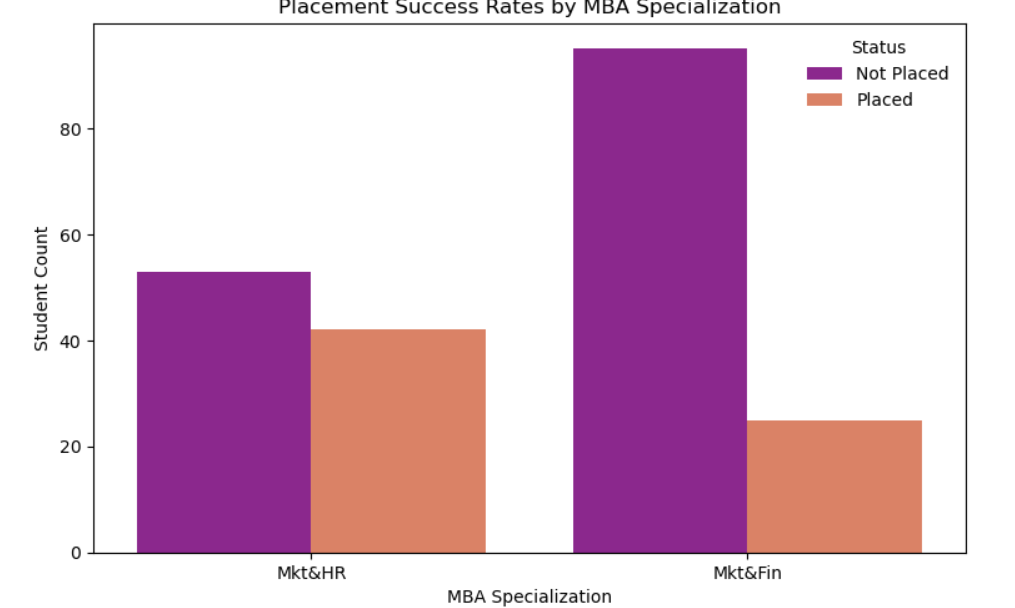 Placement Success Rates by MBA Specialization
Status
Not Placed
Placed
80
60
40
20
0
Student Count
Mkt&HR
Mkt&Fin
MBA Specialization